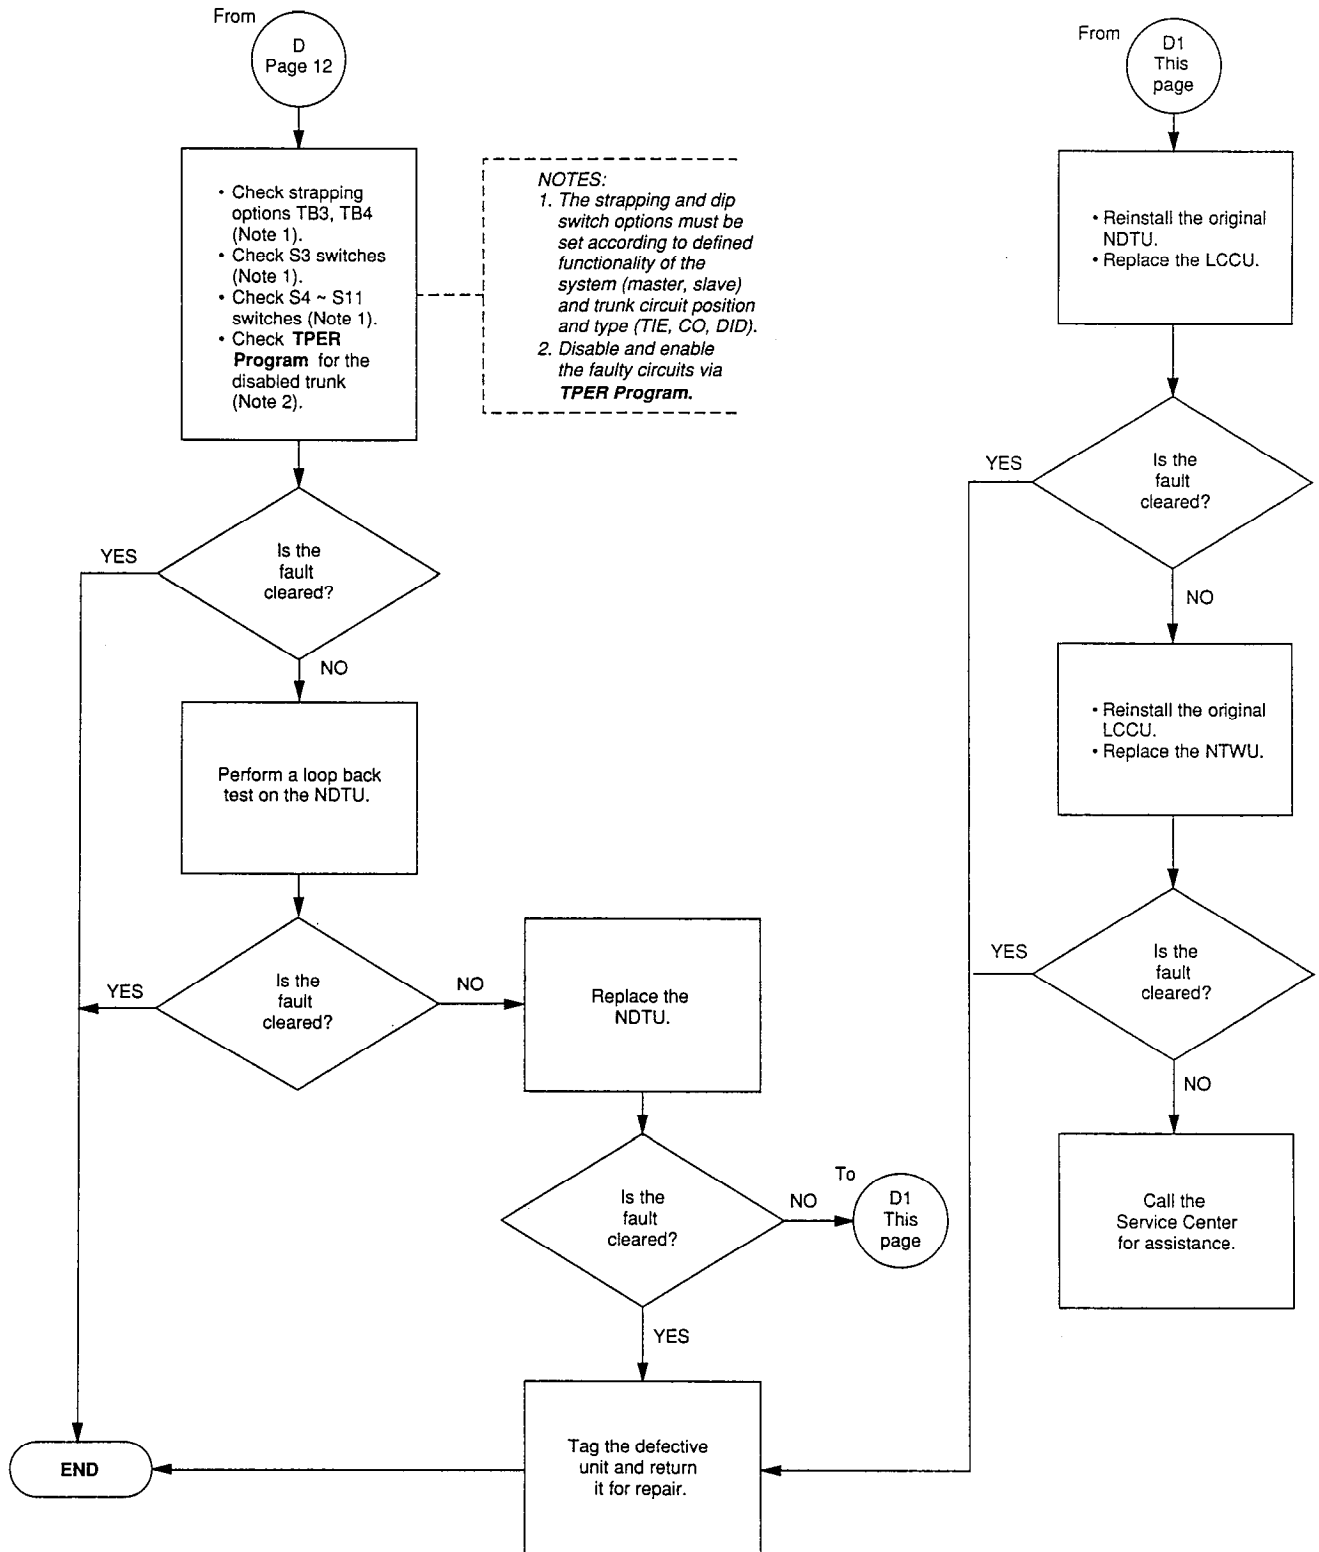 From
D
Page 12
• Check strapping
options TB3, TB4
(Note 1).
• Check S3 switches
(Note 1).
• Check S4 ~ S11
switches (Note 1).
• Check TPER
Program for the
disabled trunk
(Note 2).
NOTES:
1. The strapping and dip
switch options must be
set according to defined
functionality of the
system (master, slave)
and trunk circuit position
and type (TIE, CO, DID).
2. Disable and enable
the faulty circuits via
TPER Program.
Is the
fault
cleared?
YES
NO
Perform a loop back
test on the NDTU.
Is the
fault
cleared?
YES
NO
Replace the
NDTU.
Is the
fault
cleared?
NO
To
D1
This
page
YES
Tag the defective
unit and return
it for repair.
END
From
D1
This
page
• Reinstall the original
NDTU.
• Replace the LCCU.
Is the
fault
cleared?
YES
NO
• Reinstall the original
LCCU.
• Replace the NTWU.
Is the
fault
cleared?
YES
NO
Call the
Service Center
for assistance.